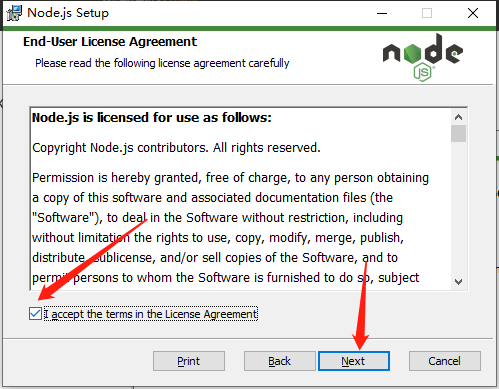 Node.js Setup
End-User License Agreement
Please read the following license agreement carefully
node
JS
Node.js is licensed for use as follows:
Copyright Node.js contributors. All rights reserved.
Permission is hereby granted, free of charge, to any person obtaining
a copy of this software and associated documentation files (the
"Software"), to deal in the Software without restriction, including
without limitation the rights to use, copy, modify, merge, publish,
distribute, sublicense, and/or sell copies of the Software, and to
permit persons to whom the Software is furnished to do so, subject
I accept the terms in the License Agreement
Print Back Next Cancel